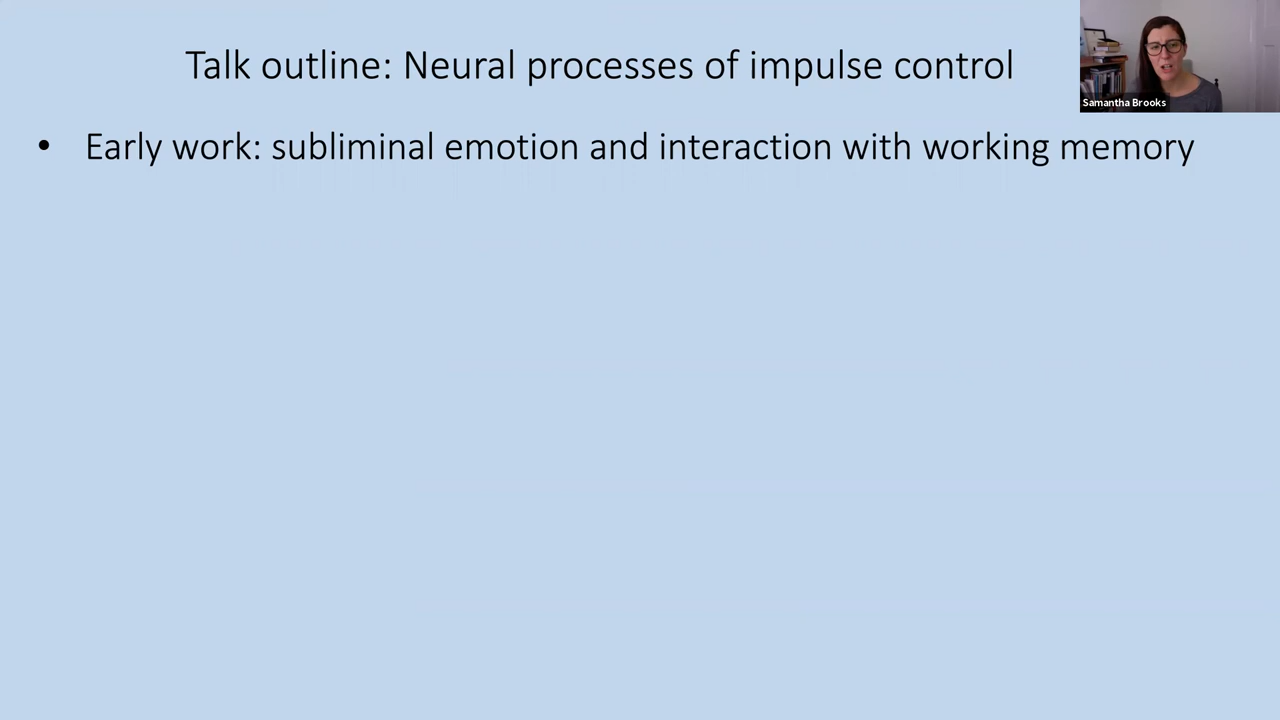 Talk outline: Neural processes of impulse control
Samantha Brooks
• Early work: subliminal emotion and interaction with working memory